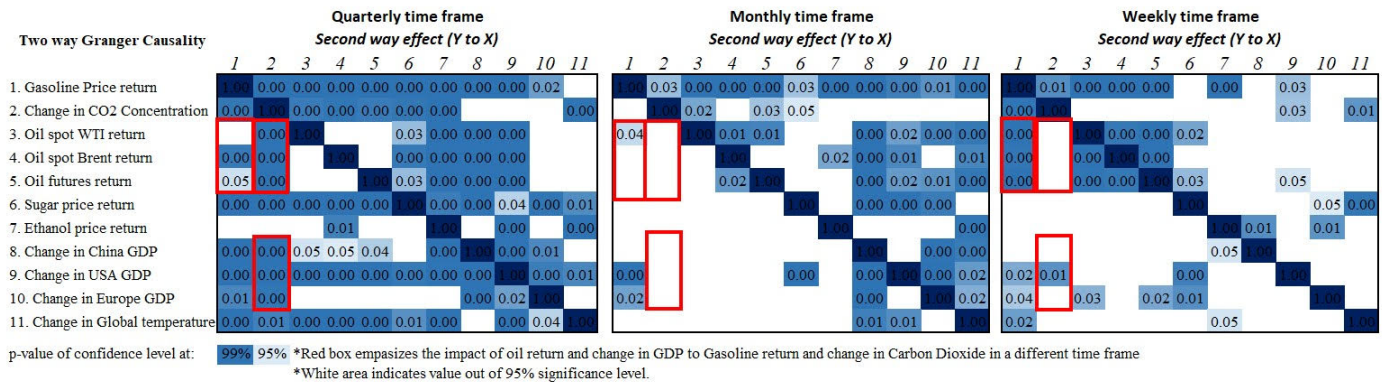 Quarterly time frame Monthly time frame Weekly time frame
Two way Granger Causality Second way effect (Y to X) Second way effect (Y to X) Second way effect (Y to X)
1 2 3 4 5 6 7 8 9 10 11 1 2 3 4 5 6 7 8 9 10 11 1 2 3 4 5 6 7 8 9 10 11
1. Gasoline Price return 1.00 0.00 0.00 0.00 0.00 0.00 0.00 0.00 0.00 0.02 1.00 0.03 0.00 0.00 0.00 0.03 0.00 0.00 0.00 0.01 0.00 1.00 0.01 0.00 0.00 0.00 0.00 0.03
2. Change in CO2 Concentration 0.00 1.00 0.00 0.00 0.00 0.00 0.00 0.00 1.00 0.02 0.03 0.05 0.00 1.00 0.03 0.01
3. Oil spot WTI return 0.00 1.00 0.03 0.00 0.00 0.00 0.04 1.00 0.01 0.01 0.00 0.02 0.00 0.00 0.00 1.00 0.00 0.00 0.02
4. Oil spot Brent return 0.00 0.00 1.00 0.00 0.00 0.00 0.00 1.00 0.02 0.00 0.01 0.01 0.00 0.00 1.00 0.00
5. Oil futures return 0.05 0.00 1.00 0.03 0.00 0.00 0.00 0.02 1.00 0.00 0.02 0.01 0.00 0.00 0.00 0.00 1.00 0.03 0.05
6. Sugar price return 0.00 0.00 0.00 0.00 0.00 1.00 0.00 0.00 0.04 0.00 0.01 1.00 0.00 0.00 0.00 0.00 1.00 0.05 0.00
7. Ethanol price return 0.01 1.00 0.00 0.00 1.00 0.00 1.00 0.01 0.01
8. Change in China GDP 0.00 0.00 0.05 0.05 0.04 0.00 1.00 0.00 0.01 1.00 0.00 0.01 0.00 0.05 1.00
9. Change in USA GDP 0.00 0.00 0.00 0.00 0.00 0.00 0.00 0.00 1.00 0.00 0.01 0.00 0.00 0.00 1.00 0.00 0.02 0.02 0.01 0.00 1.00
10. Change in Europe GDP 0.01 0.00 0.00 0.02 1.00 0.02 0.00 1.00 0.02 0.04 0.03 0.02 0.01 1.00
11. Change in Global temperature 0.00 0.01 0.00 0.00 0.00 0.01 0.00 0.00 0.04 1.00 0.01 0.01 1.00 0.02 0.05 1.00
p-value of confidence level at: 99% 95% *Red box empasizes the impact of oil return and change in GDP to Gasoline return and change in Carbon Dioxide in a different time frame
*White area indicates value out of 95% significance level.